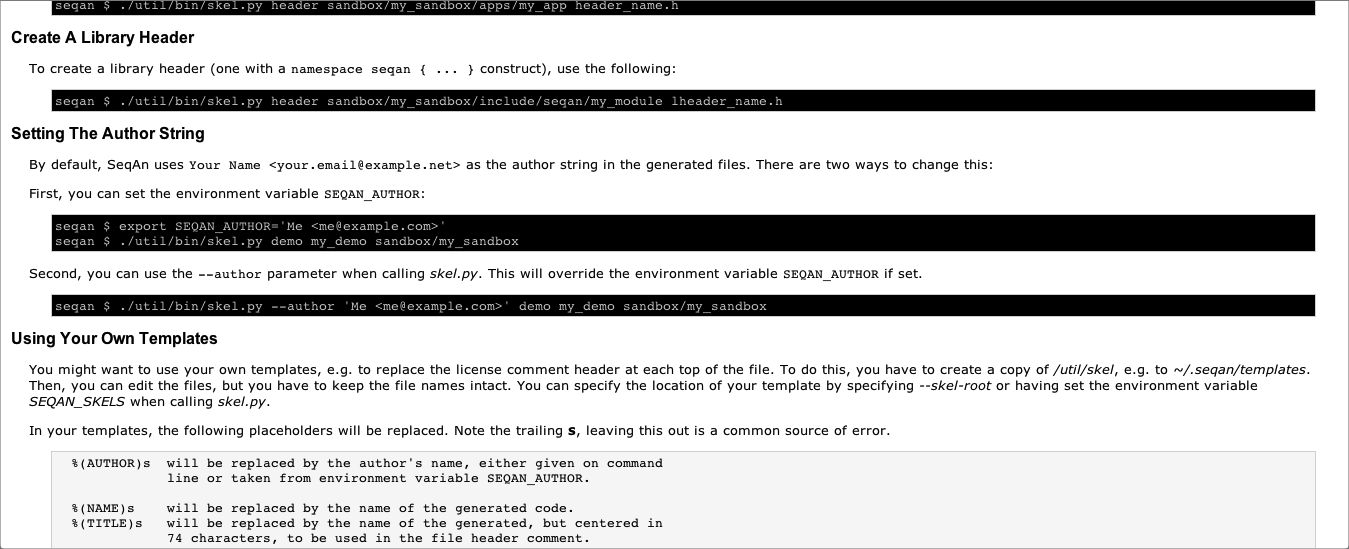 seqan $ ./util/bin/skel.py header sandbox/my_sandbox/apps/my_app header_name.h
Create A Library Header
To create a library header (one with a namespace seqan { ... } construct), use the following:
seqan $ ./util/bin/skel.py header sandbox/my_sandbox/include/seqan/my_module lheader_name.h
Setting The Author String
By default, SeqAn uses Your Name <your.email@example.net> as the author string in the generated files. There are two ways to change this:
First, you can set the environment variable SEQAN_AUTHOR:
seqan $ export SEQAN_AUTHOR='Me <me@example.com>'
seqan $ ./util/bin/skel.py demo my_demo sandbox/my_sandbox
Second, you can use the --author parameter when calling skel.py. This will override the environment variable SEQAN_AUTHOR if set.
seqan $ ./util/bin/skel.py --author 'Me <me@example.com>' demo my_demo sandbox/my_sandbox
Using Your Own Templates
You might want to use your own templates, e.g. to replace the license comment header at each top of the file. To do this, you have to create a copy of /util/skel, e.g. to ~/.seqan/templates.
Then, you can edit the files, but you have to keep the file names intact. You can specify the location of your template by specifying --skel-root or having set the environment variable
SEQAN_SKELS when calling skel.py.
In your templates, the following placeholders will be replaced. Note the trailing s, leaving this out is a common source of error.
%(AUTHOR)s  will be replaced by the author's name, either given on command
line or taken from environment variable SEQAN_AUTHOR.
%(NAME)s    will be replaced by the name of the generated code.
%(TITLE)s   will be replaced by the name of the generated, but centered in
74 characters, to be used in the file header comment.